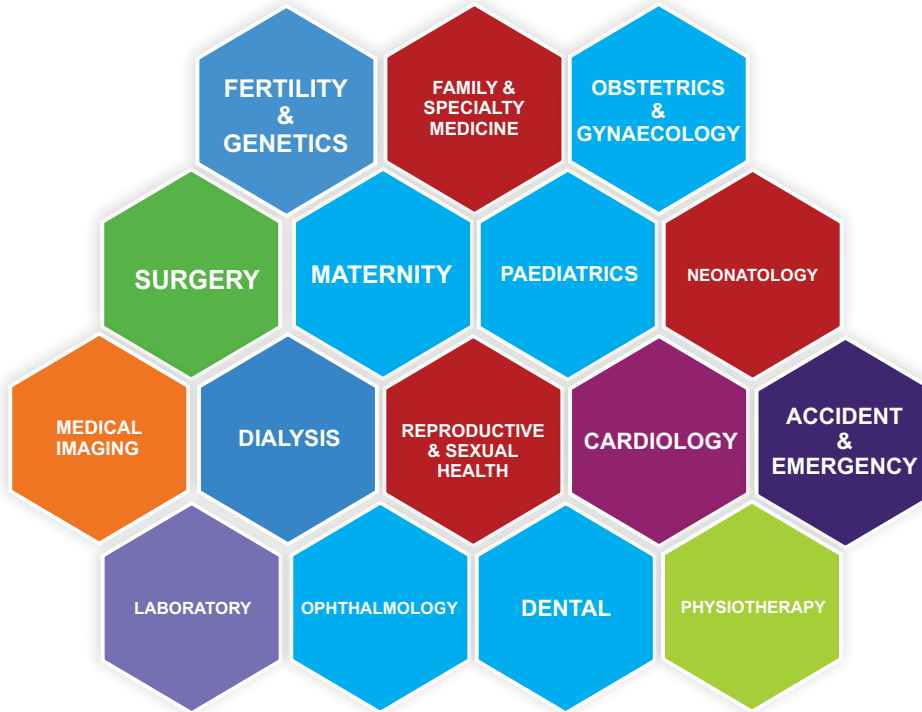 FERTILITY
&
GENETICS
FAMILY &
SPECIALTY
MEDICINE
OBSTETRICS
&
GYNAECOLOGY
SURGERY
MATERNITY
PAEDIATRICS
NEONATOLOGY
MEDICAL
IMAGING
DIALYSIS
REPRODUCTIVE
& SEXUAL
HEALTH
CARDIOLOGY
ACCIDENT
&
EMERGENCY
LABORATORY
OPHTHALMOLOGY
DENTAL
PHYSIOTHERAPY